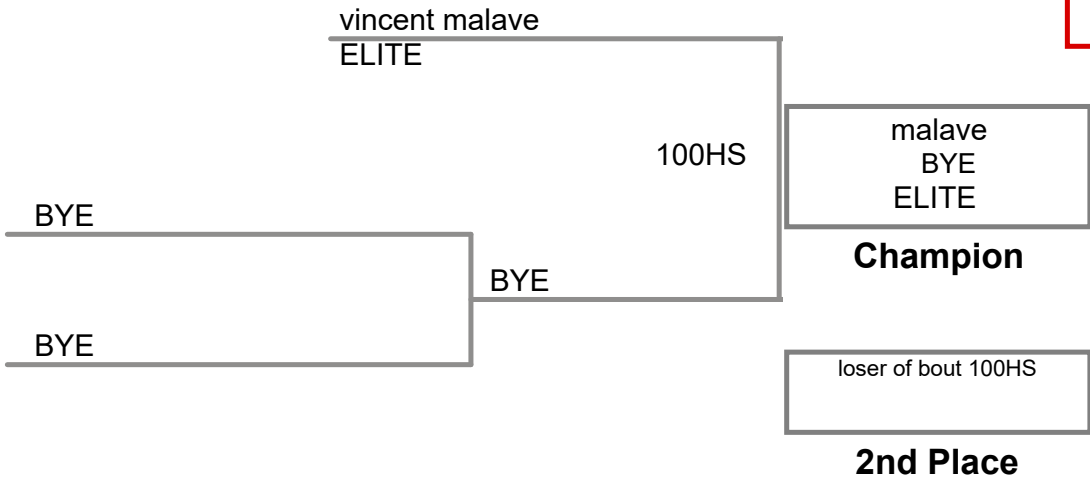 vincent malave
ELITE
100HS
malave
BYE
ELITE
Champion
BYE
BYE
BYE
loser of bout 100HS
2nd Place